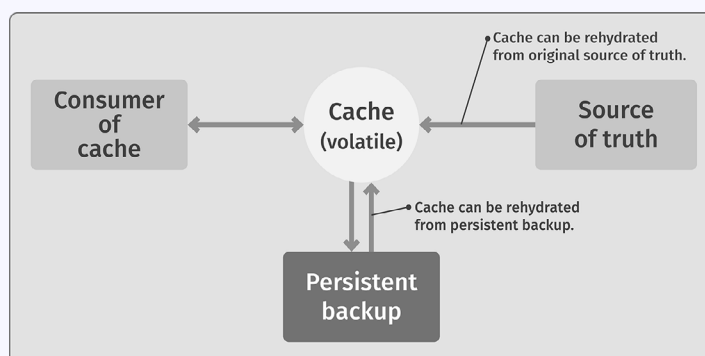 Cache can be rehydrated
from original source of truth.
Consumer
of
cache
Cache
(volatile)
Source
of truth
Cache can be rehydrated
from persistent backup.
Persistent
backup